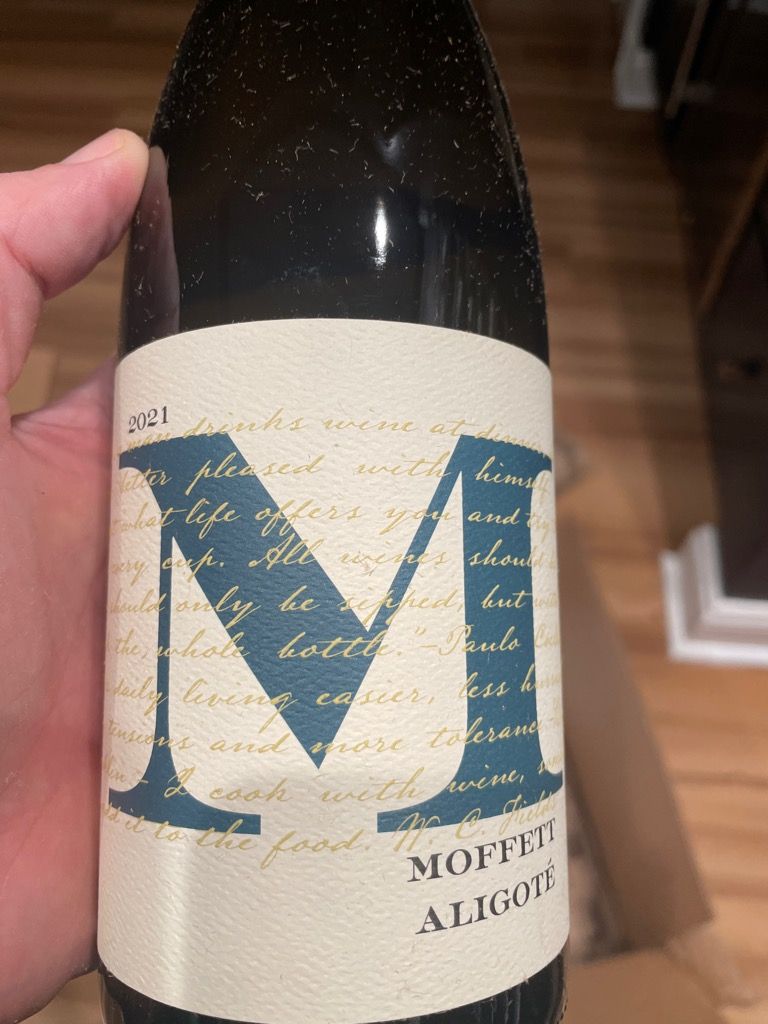 2021
man drinks wine at dinner
better pleased with himself
what life offers you and try
every cup. All wines should
should only be sipped, but with
the whole bottle."-Paulo
daily living easier, less
tensions and more tolerance
I cook with wine,
it to the food. W. C. Fields
M
MOFFETT
ALIGOTÉ